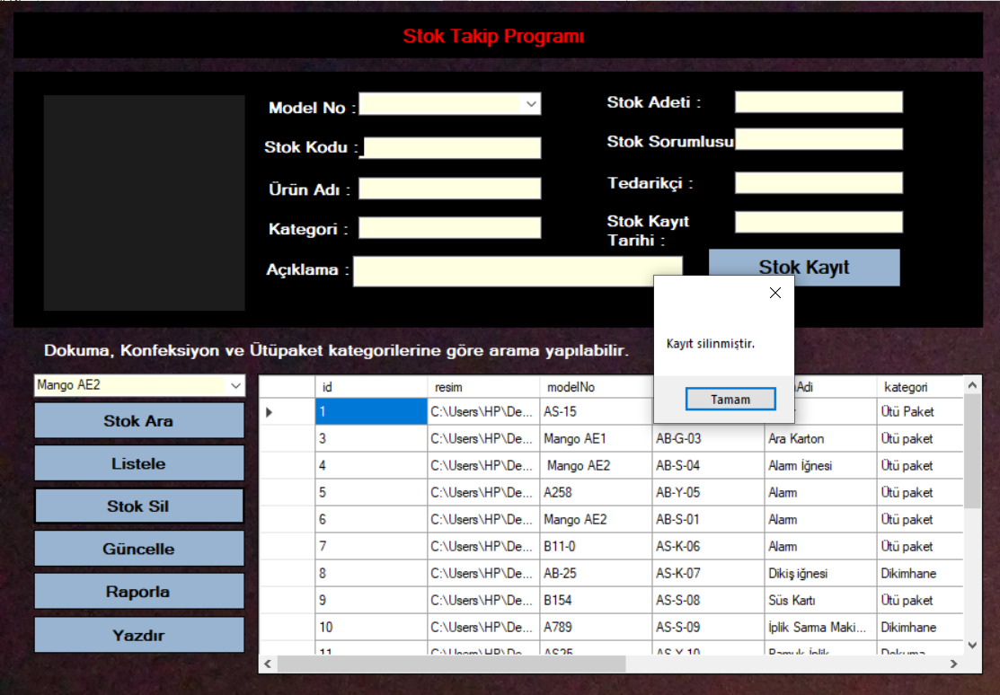 Stok Takip Programı
Model No :
Stok Adeti :
Stok Kodu :
Stok Sorumlusu
Ürün Adı :
Tedarikçi :
Kategori :
Stok Kayıt
Tarihi :
Açıklama :
Stok Kayıt
Kayıt silinmiştir.
Tamam
Dokuma, Konfeksiyon ve Ütüpaket kategorilerine göre arama yapılabilir.
Mango AE2
Stok Ara
Listele
Stok Sil
Güncelle
Raporla
Yazdır
id resim modelNo kategori
1 C:\Users\HP\De... AS-15 Ütü Paket
3 C:\Users\HP\De... Mango AE1 AB-G-03 Ara Karton Ütü paket
4 C:\Users\HP\De... Mango AE2 AB-S-04 Alarm İğnesi Ütü paket
5 C:\Users\HP\De... A258 AB-Y-05 Alarm Ütü paket
6 C:\Users\HP\De... Mango AE2 AB-S-01 Alarm Ütü paket
7 C:\Users\HP\De... B11-0 AS-K-06 Alarm Ütü paket
8 C:\Users\HP\De... AB-25 AS-K-07 Dikiş iğnesi Dikimhane
9 C:\Users\HP\De... B154 AS-S-08 Süs Kartı Ütü paket
10 C:\Users\HP\De... A789 AS-S-09 İplik Sarma Maki... Dikimhane
11 C:\Users\HP\De... AS25 AS-Y-10 Pamuk İplik Dokuma